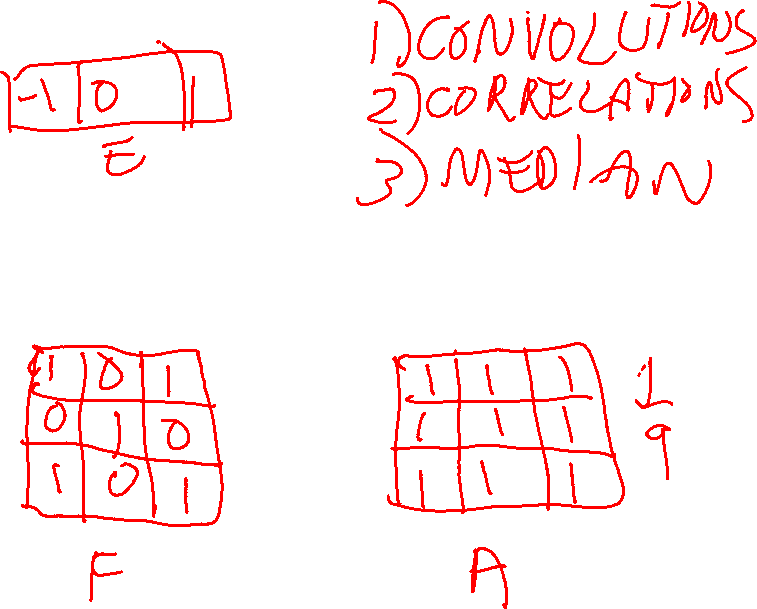 1) CONVOLUTIONS
2) CORRELATIONS
3) MEDIAN
-1 0 1
E
1 0 1
0 1 0
1 0 1
F
1 1 1
1 1 1
1 1 1
1
9
A